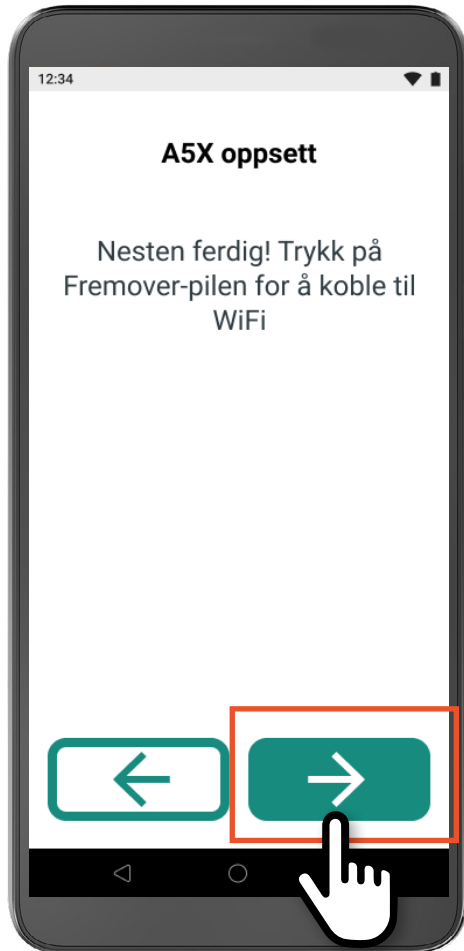 12:34
A5X oppsett
Nesten ferdig! Trykk på
Fremover-pilen for å koble til
WiFi